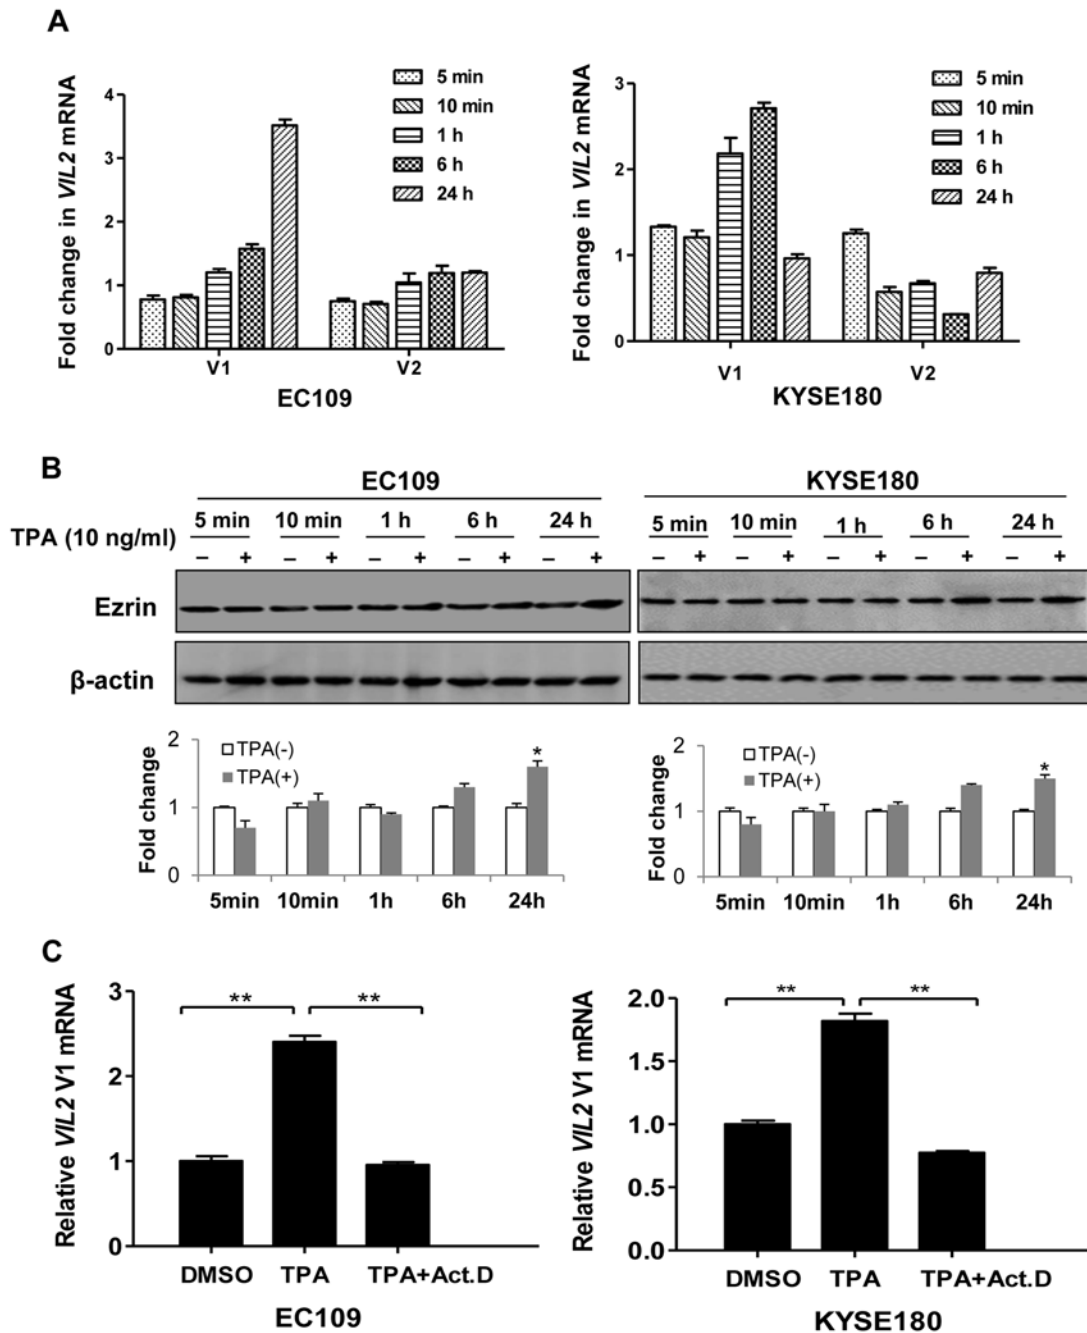 A
Fold change in VIL2 mRNA
4
3
2
1
0
5 min
10 min
1 h
6 h
24 h
V1
V2
EC109
Fold change in VIL2 mRNA
3
2
1
0
5 min
10 min
1 h
6 h
24 h
V1
V2
KYSE180
B
EC109
KYSE180
5 min 10 min 1 h 6 h 24 h
5 min 10 min 1 h 6 h 24 h
TPA (10 ng/ml)
– + – + – + – + – +
– + – + – + – + – +
Ezrin
β-actin
Fold change
2
1
0
TPA(-)
TPA(+)
*
5min 10min 1h 6h 24h
Fold change
2
1
0
TPA(-)
TPA(+)
*
5min 10min 1h 6h 24h
C
Relative VIL2 V1 mRNA
3
2
1
0
** **
DMSO TPA TPA+Act.D
EC109
Relative VIL2 V1 mRNA
2.0
1.5
1.0
0.5
0.0
** **
DMSO TPA TPA+Act.D
KYSE180